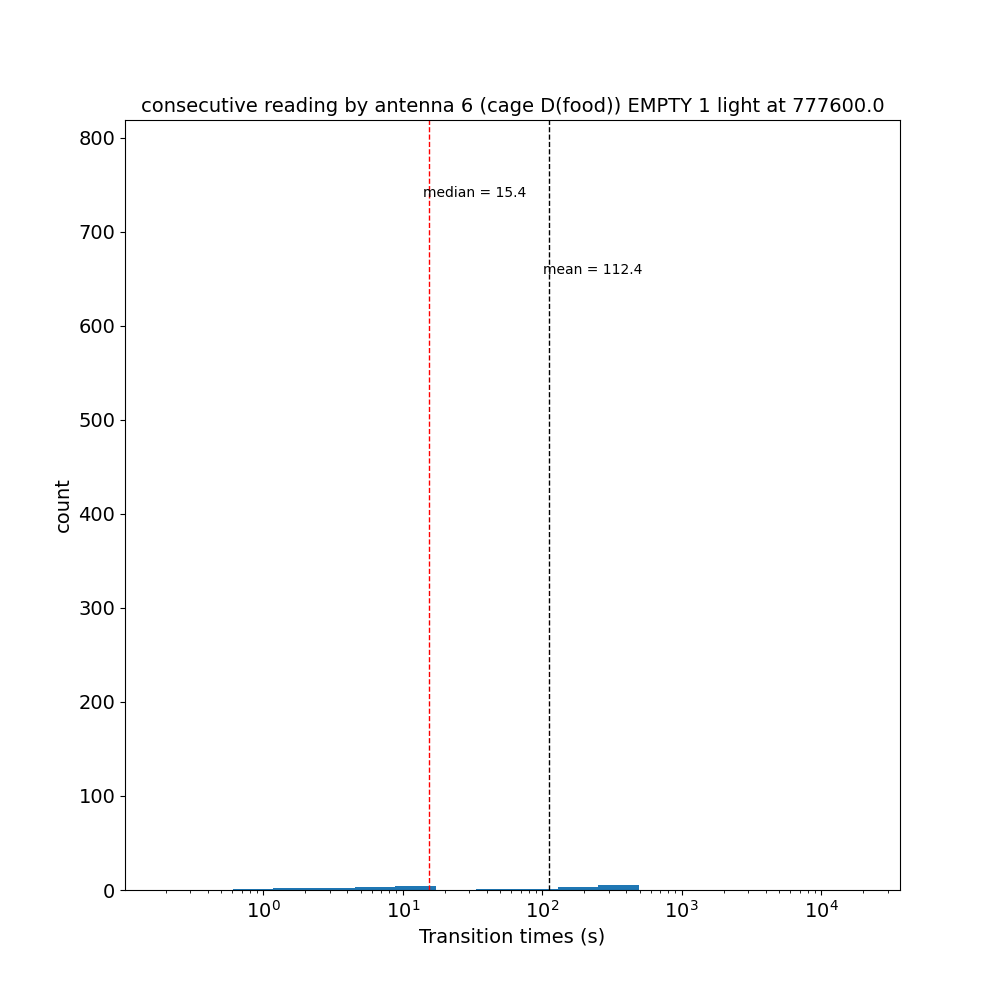 consecutive reading by antenna 6 (cage D(food)) EMPTY 1 light at 777600.0
800
median = 15.4
700
mean = 112.4
600
500
400
count
300
200
100
0
10⁰ 10¹ 10² 10³ 10⁴
Transition times (s)